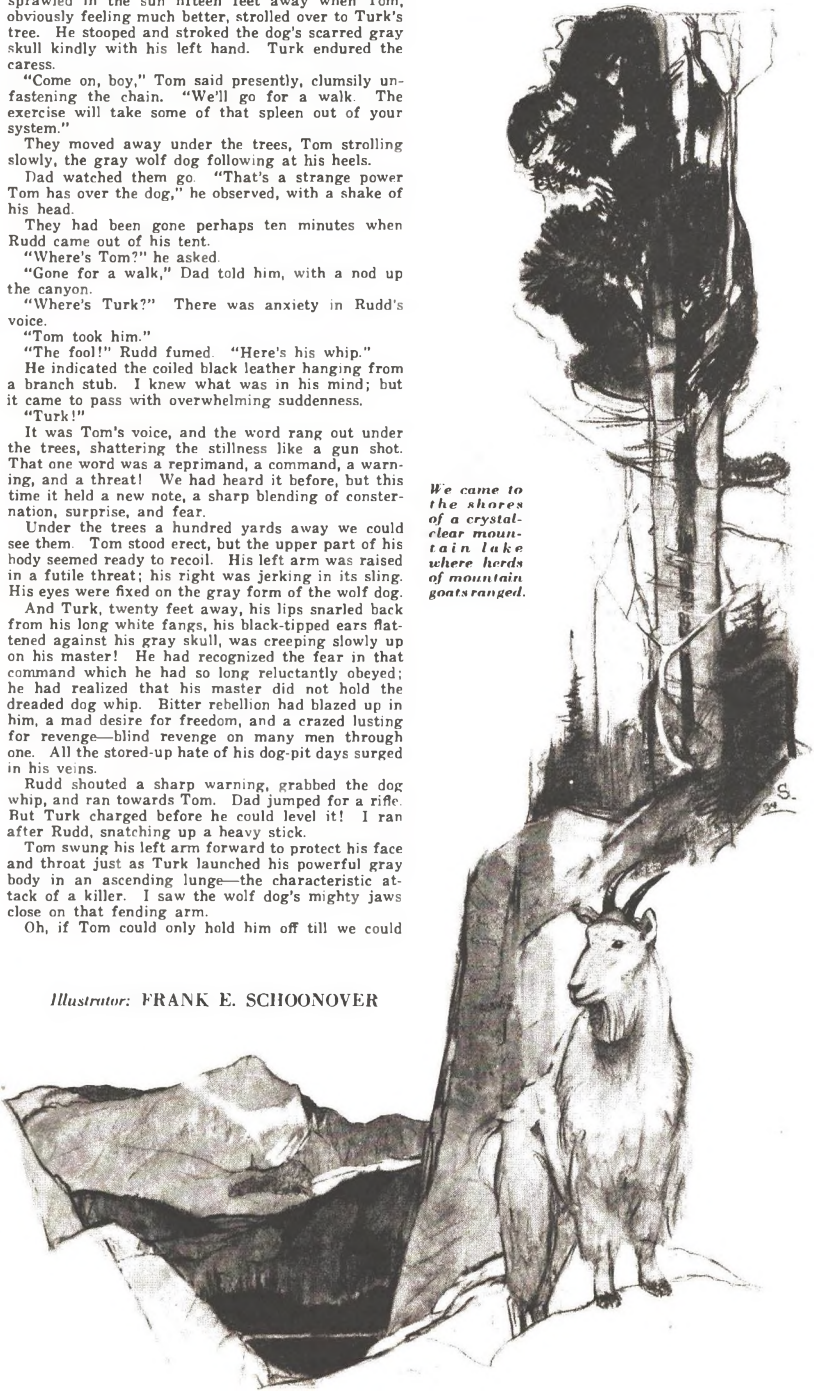 sprawled in the sun fifteen feet away when Tom,
obviously feeling much better, strolled over to Turk's
tree. He stooped and stroked the dog's scarred gray
skull kindly with his left hand. Turk endured the
caress.
"Come on, boy," Tom said presently, clumsily un-
fastening the chain. "We'll go for a walk. The
exercise will take some of that spleen out of your
system."
They moved away under the trees, Tom strolling
slowly, the gray wolf dog following at his heels.
Dad watched them go. "That's a strange power
Tom has over the dog," he observed, with a shake of
his head.
They had been gone perhaps ten minutes when
Rudd came out of his tent.
"Where's Tom?" he asked.
"Gone for a walk," Dad told him, with a nod up
the canyon.
"Where's Turk?" There was anxiety in Rudd's
voice.
"Tom took him."
"The fool!" Rudd fumed. "Here's his whip."
He indicated the coiled black leather hanging from
a branch stub. I knew what was in his mind; but
it came to pass with overwhelming suddenness.
"Turk!"
It was Tom's voice, and the word rang out under
the trees, shattering the stillness like a gun shot.
That one word was a reprimand, a command, a warn-
ing, and a threat! We had heard it before, but this
time it held a new note, a sharp blending of conster-
nation, surprise, and fear.
Under the trees a hundred yards away we could
see them. Tom stood erect, but the upper part of his
body seemed ready to recoil. His left arm was raised
in a futile threat; his right was jerking in its sling.
His eyes were fixed on the gray form of the wolf dog.
And Turk, twenty feet away, his lips snarled back
from his long white fangs, his black-tipped ears flat-
tened against his gray skull, was creeping slowly up
on his master! He had recognized the fear in that
command which he had so long reluctantly obeyed;
he had realized that his master did not hold the
dreaded dog whip. Bitter rebellion had blazed up in
him, a mad desire for freedom, and a crazed lusting
for revenge—blind revenge on many men through
one. All the stored-up hate of his dog-pit days surged
in his veins.
Rudd shouted a sharp warning, grabbed the dog
whip, and ran towards Tom. Dad jumped for a rifle.
But Turk charged before he could level it! I ran
after Rudd, snatching up a heavy stick.
Tom swung his left arm forward to protect his face
and throat just as Turk launched his powerful gray
body in an ascending lunge—the characteristic at-
tack of a killer. I saw the wolf dog's mighty jaws
close on that fending arm.
Oh, if Tom could only hold him off till we could
We came to
the shores
of a crystal-
clear moun-
tain lake
where herds
of mountain
goats ranged.
Illustrator: FRANK E. SCHOONOVER
S.
34